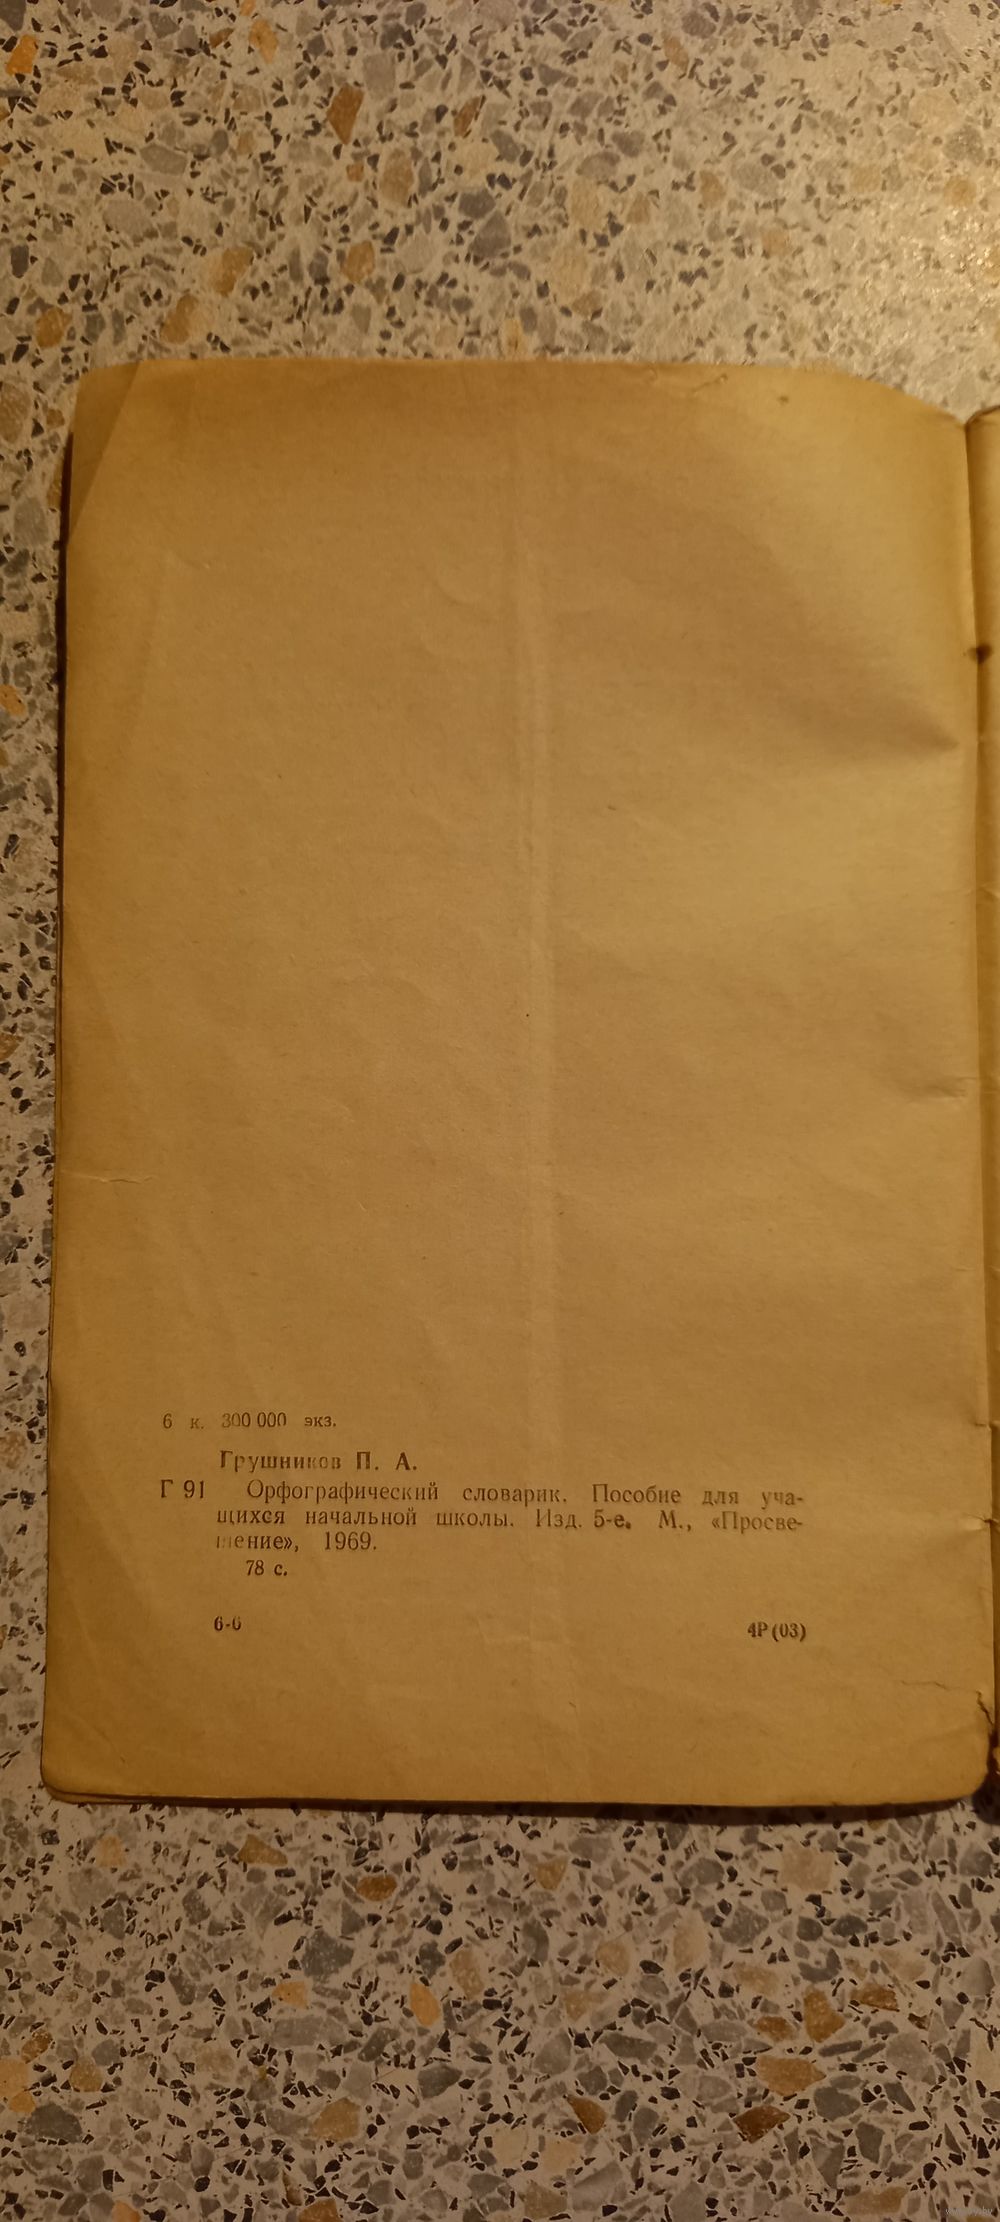 6 к. 300 000 экз.
Грушников П. А.
Г 91 Орфографический словарик. Пособие для уча-
щихся начальной школы. Изд. 5-е. М., «Просве-
щение», 1969.
78 с.
6-6 4Р(03)